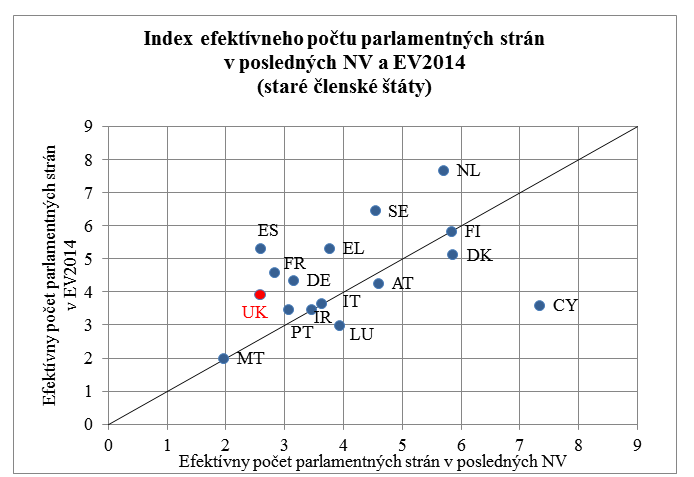 Index efektívneho počtu parlamentných strán
v posledných NV a EV2014
(staré členské štáty)
Efektívny počet parlamentných strán
v EV2014
9
8
7
6
5
4
3
2
1
0
NL
SE
ES
FI
EL
DK
FR
DE
AT
UK
IT
CY
IR
PT
LU
MT
0 1 2 3 4 5 6 7 8 9
Efektívny počet parlamentných strán v posledných NV